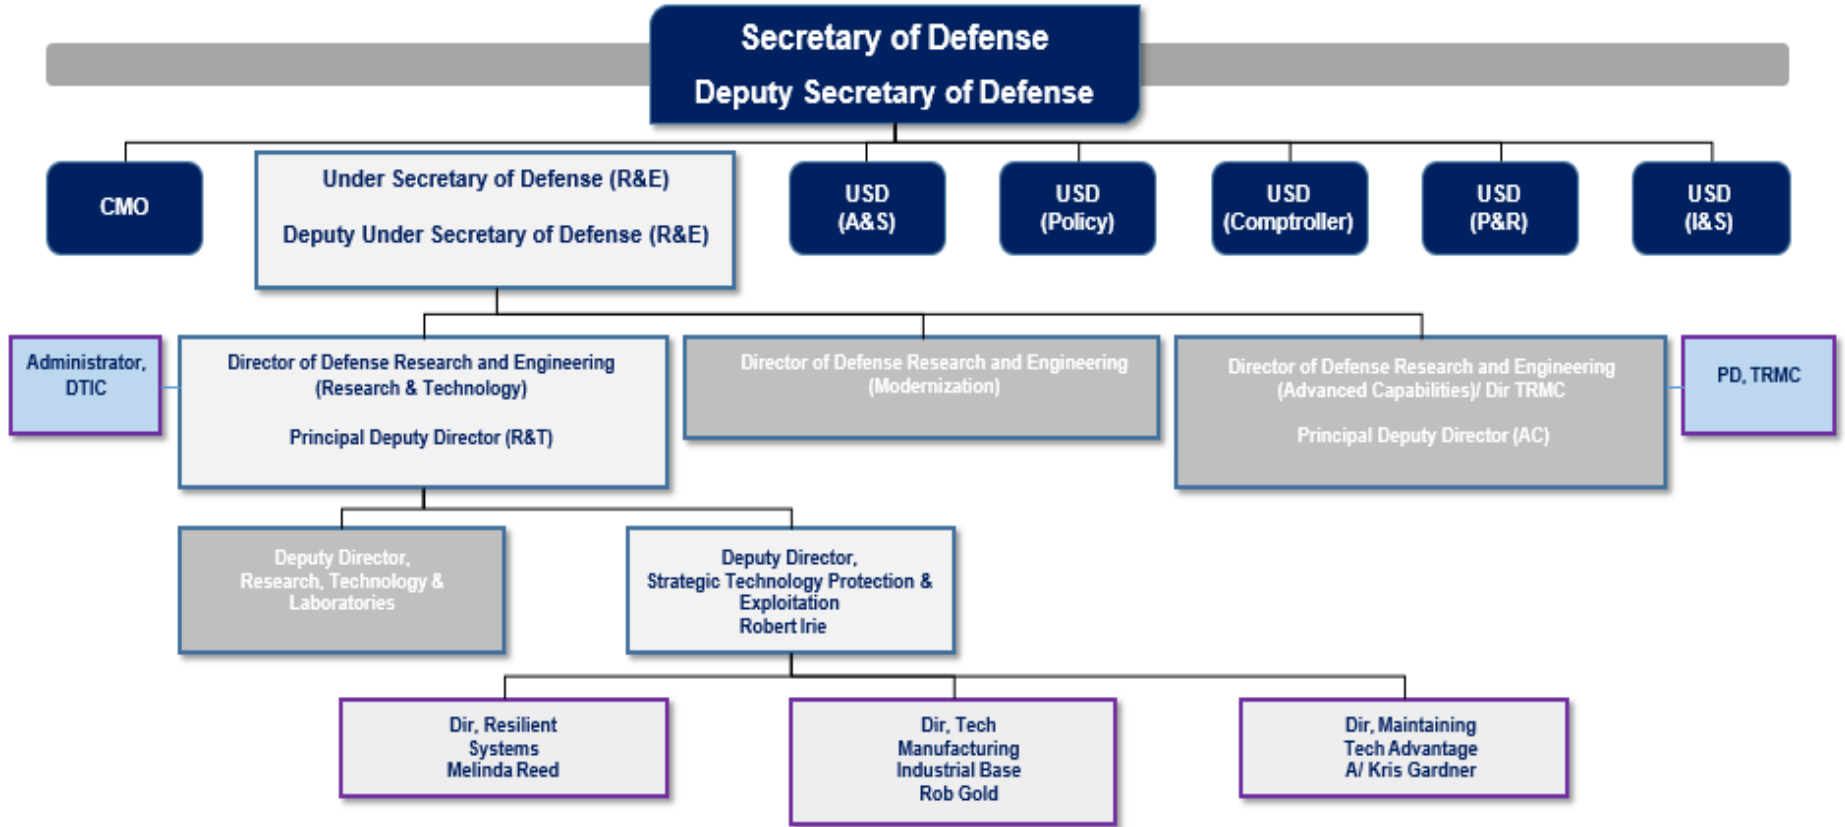 Secretary of Defense
Deputy Secretary of Defense
CMO
Under Secretary of Defense (R&E)
Deputy Under Secretary of Defense (R&E)
USD
(A&S)
USD
(Policy)
USD
(Comptroller)
USD
(P&R)
USD
(I&S)
Administrator,
DTIC
Director of Defense Research and Engineering
(Research & Technology)
Principal Deputy Director (R&T)
Director of Defense Research and Engineering
(Modernization)
Director of Defense Research and Engineering
(Advanced Capabilities)/ Dir TRMC
Principal Deputy Director (AC)
PD, TRMC
Deputy Director,
Research, Technology &
Laboratories
Deputy Director,
Strategic Technology Protection &
Exploitation
Robert Irie
Dir, Resilient
Systems
Melinda Reed
Dir, Tech
Manufacturing
Industrial Base
Rob Gold
Dir, Maintaining
Tech Advantage
A/ Kris Gardner